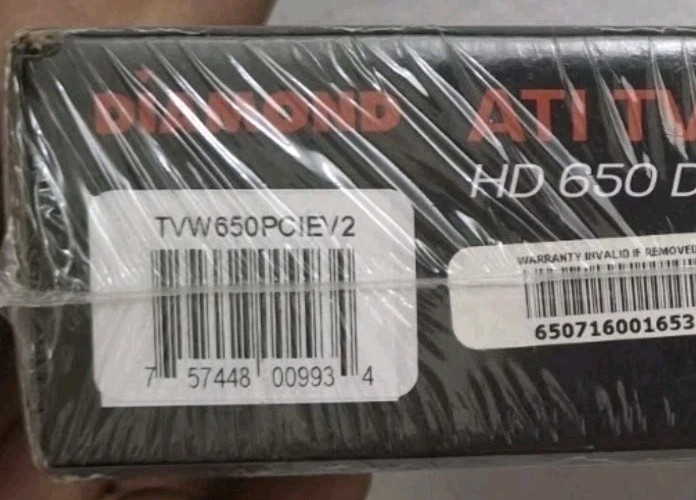 DIAMOND
ATI TV
HD 650 D
TVW650PCIEV2
7 57448 00993 4
WARRANTY INVALID IF REMOVED
650716001653